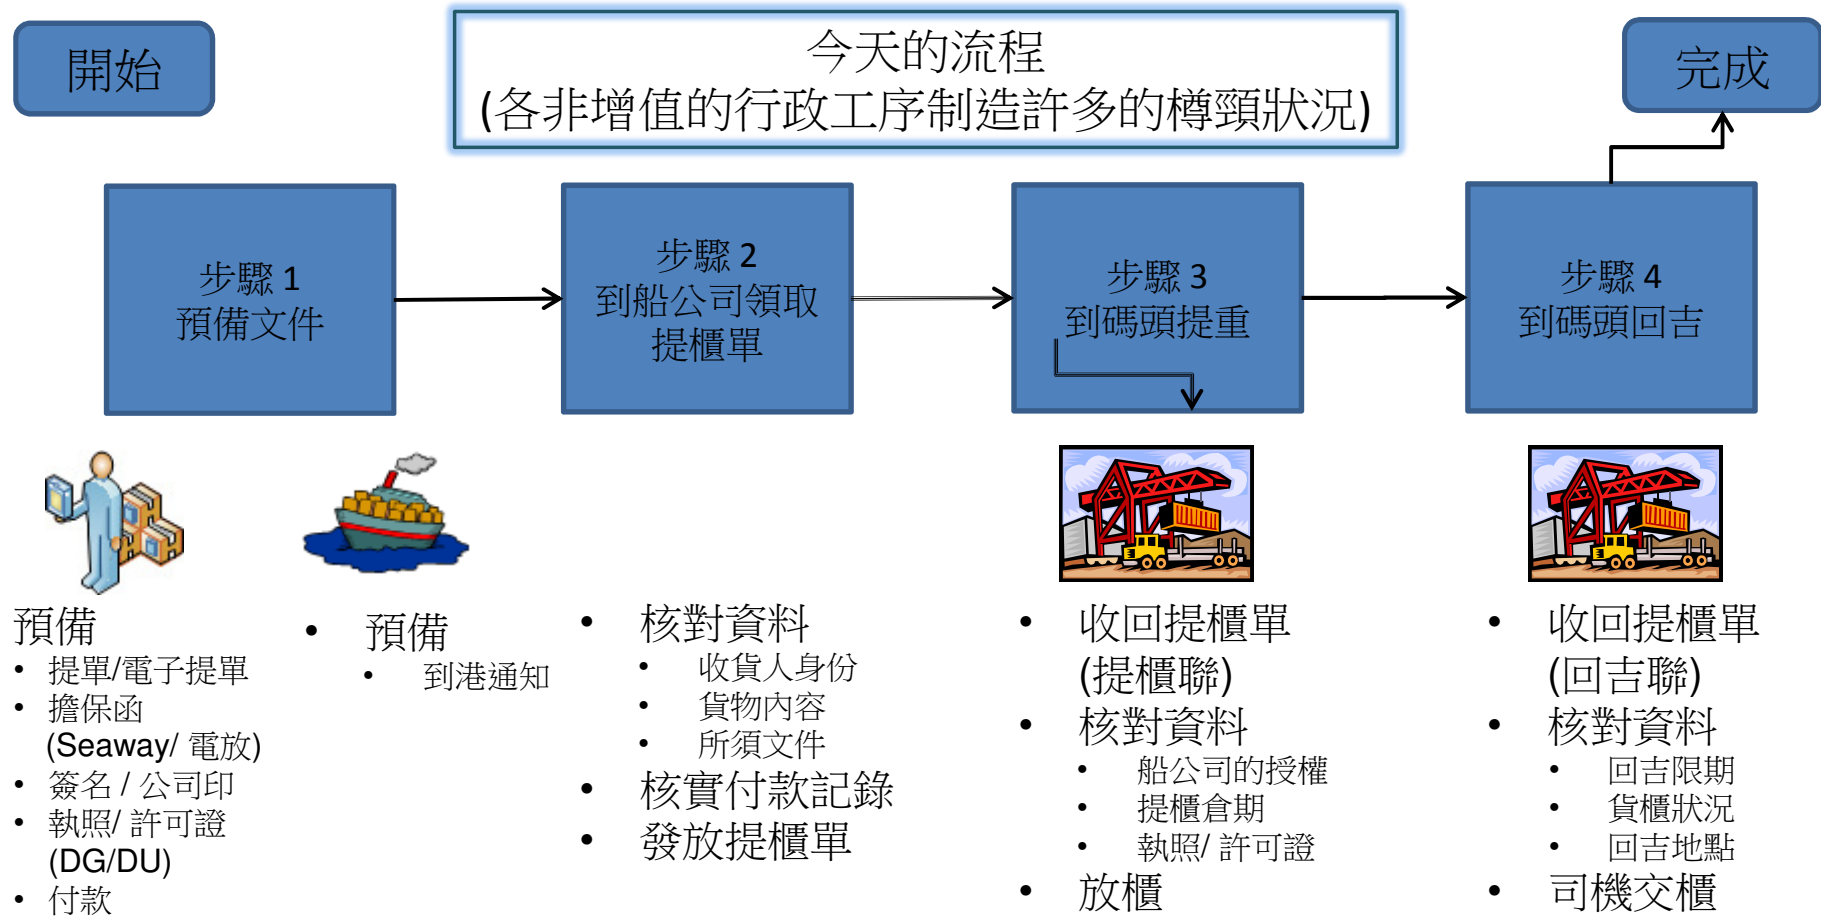 開始
今天的流程
(各非增值的行政工序制造許多的樽頸狀況)
完成
步驟 1
預備文件
步驟 2
到船公司領取
提櫃單
步驟 3
到碼頭提重
步驟 4
到碼頭回吉
預備
• 提單/電子提單
• 擔保函
(Seaway/ 電放)
• 簽名 / 公司印
• 執照/ 許可證
(DG/DU)
• 付款
• 預備
• 到港通知
• 核對資料
• 收貨人身份
• 貨物內容
• 所須文件
• 核實付款記錄
• 發放提櫃單
• 收回提櫃單
(提櫃聯)
• 核對資料
• 船公司的授權
• 提櫃倉期
• 執照/ 許可證
• 放櫃
• 收回提櫃單
(回吉聯)
• 核對資料
• 回吉限期
• 貨櫃狀況
• 回吉地點
• 司機交櫃